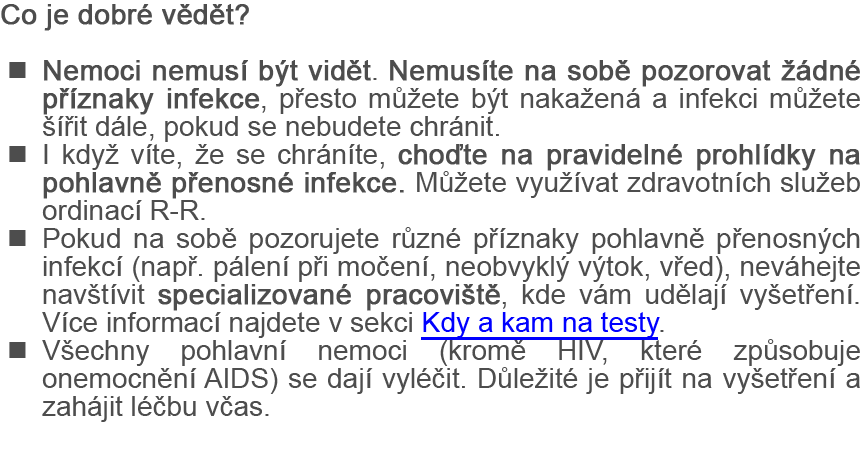 Co je dobré vědět?
■ Nemoci nemusí být vidět. Nemusíte na sobě pozorovat žádné
příznaky infekce, přesto můžete být nakažená a infekci můžete
šířit dále, pokud se nebudete chránit.
■ I když víte, že se chráníte, choďte na pravidelné prohlídky na
pohlavně přenosné infekce. Můžete využívat zdravotních služeb
ordinací R-R.
■ Pokud na sobě pozorujete různé příznaky pohlavně přenosných
infekcí (např. pálení při močení, neobvyklý výtok, vřed), neváhejte
navštívit specializované pracoviště, kde vám udělají vyšetření.
Více informací najdete v sekci Kdy a kam na testy.
■ Všechny pohlavní nemoci (kromě HIV, které způsobuje
onemocnění AIDS) se dají vyléčit. Důležité je přijít na vyšetření a
zahájit léčbu včas.